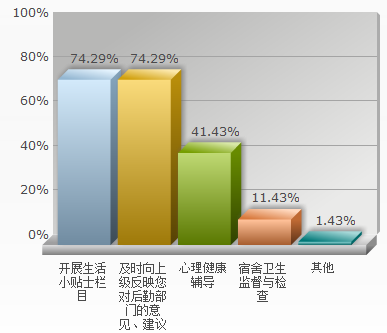 100%
80%
60%
40%
20%
0%
74.29%
74.29%
41.43%
11.43%
1.43%
开展生活
小贴士栏
目
及时向上
级反映您
对后勤部
门的意
见、建议
心理健康
辅导
宿舍卫生
监督与检
查
其他